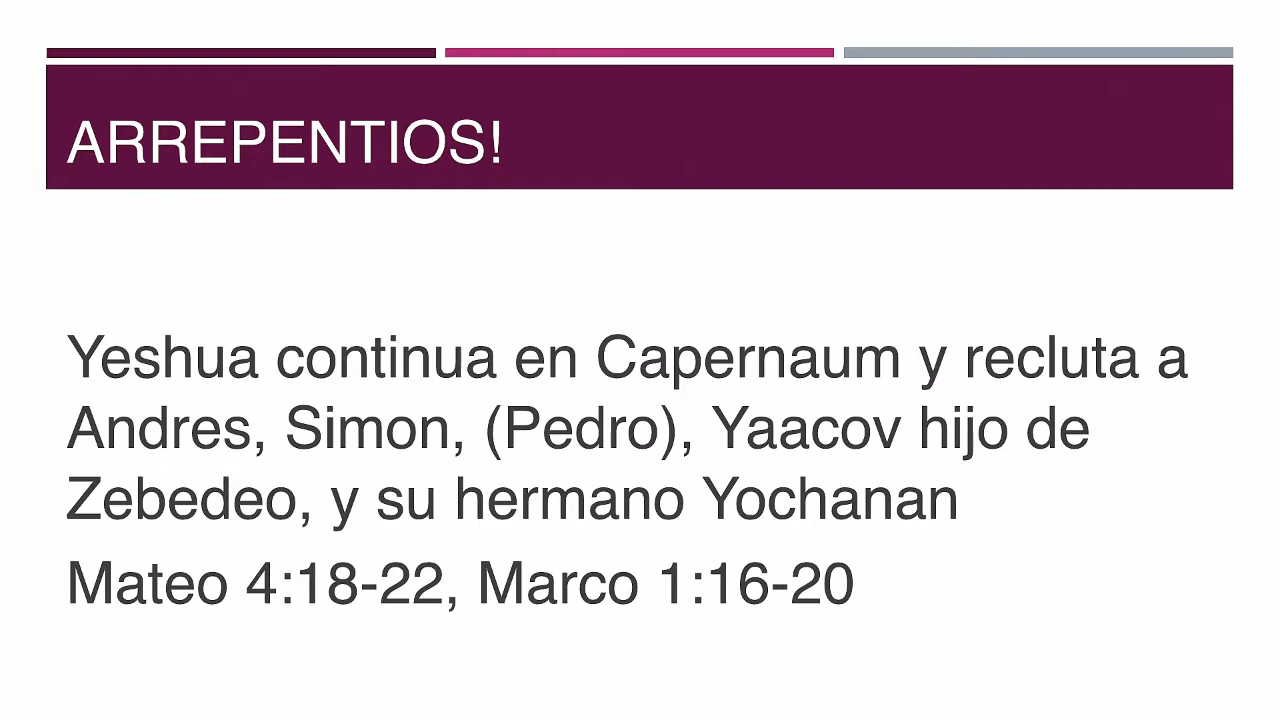 ARREPENTIOS!
Yeshua continua en Capernaum y recluta a
Andres, Simon, (Pedro), Yaacov hijo de
Zebedeo, y su hermano Yochanan
Mateo 4:18-22, Marco 1:16-20